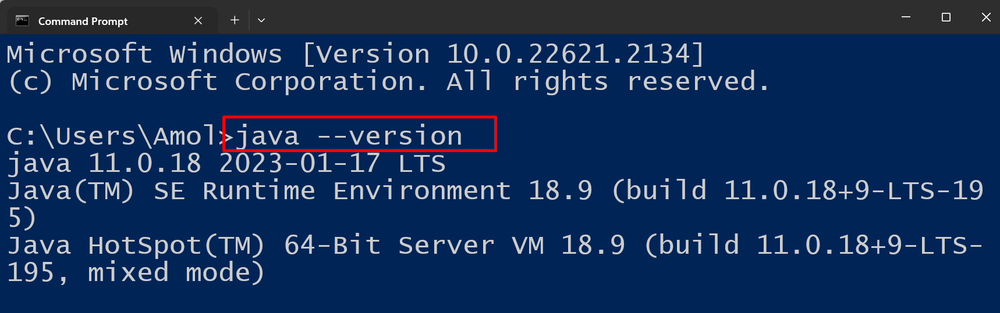 Command Prompt
Microsoft Windows [Version 10.0.22621.2134]
(c) Microsoft Corporation. All rights reserved.
C:\Users\Amol>java --version
java 11.0.18 2023-01-17 LTS
Java(TM) SE Runtime Environment 18.9 (build 11.0.18+9-LTS-19
5)
Java HotSpot(TM) 64-Bit Server VM 18.9 (build 11.0.18+9-LTS-
195, mixed mode)